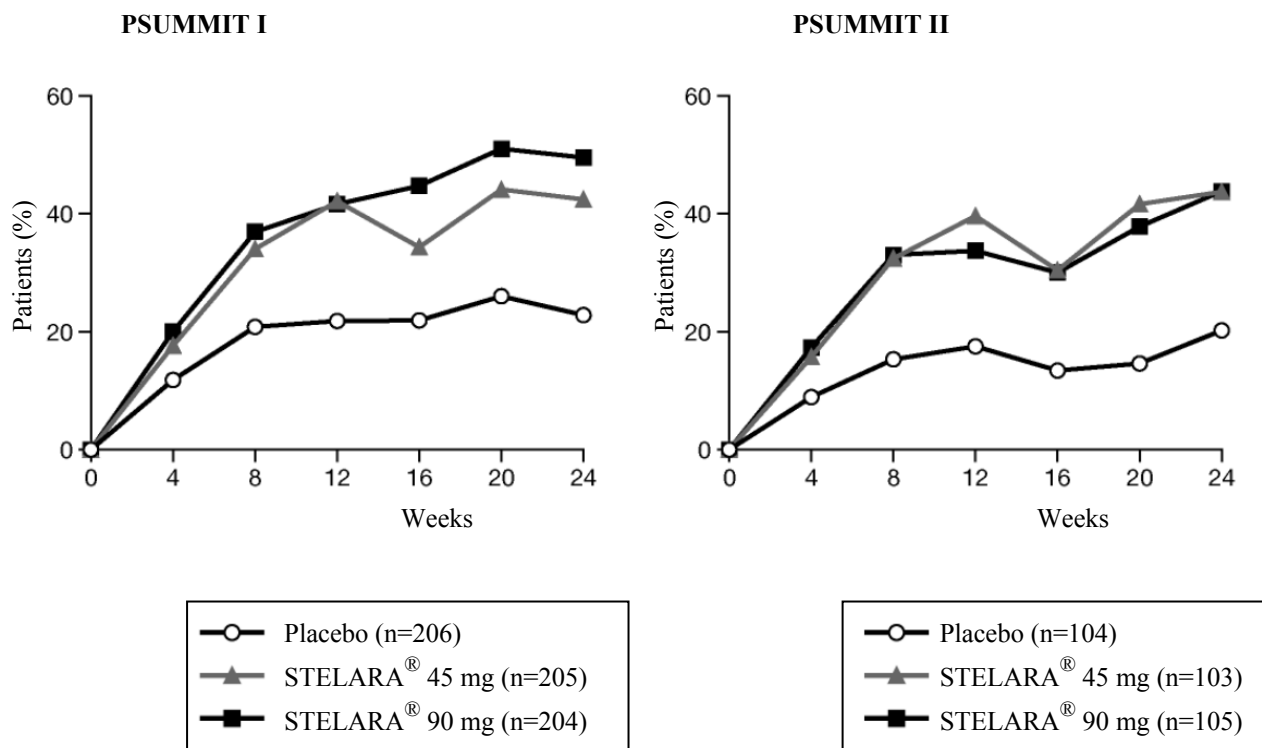 PSUMMIT I
60
40
20
0
Patients (%)
0 4 8 12 16 20 24
Weeks
Placebo (n=206)
STELARA® 45 mg (n=205)
STELARA® 90 mg (n=204)
PSUMMIT II
60
40
20
0
Patients (%)
0 4 8 12 16 20 24
Weeks
Placebo (n=104)
STELARA® 45 mg (n=103)
STELARA® 90 mg (n=105)